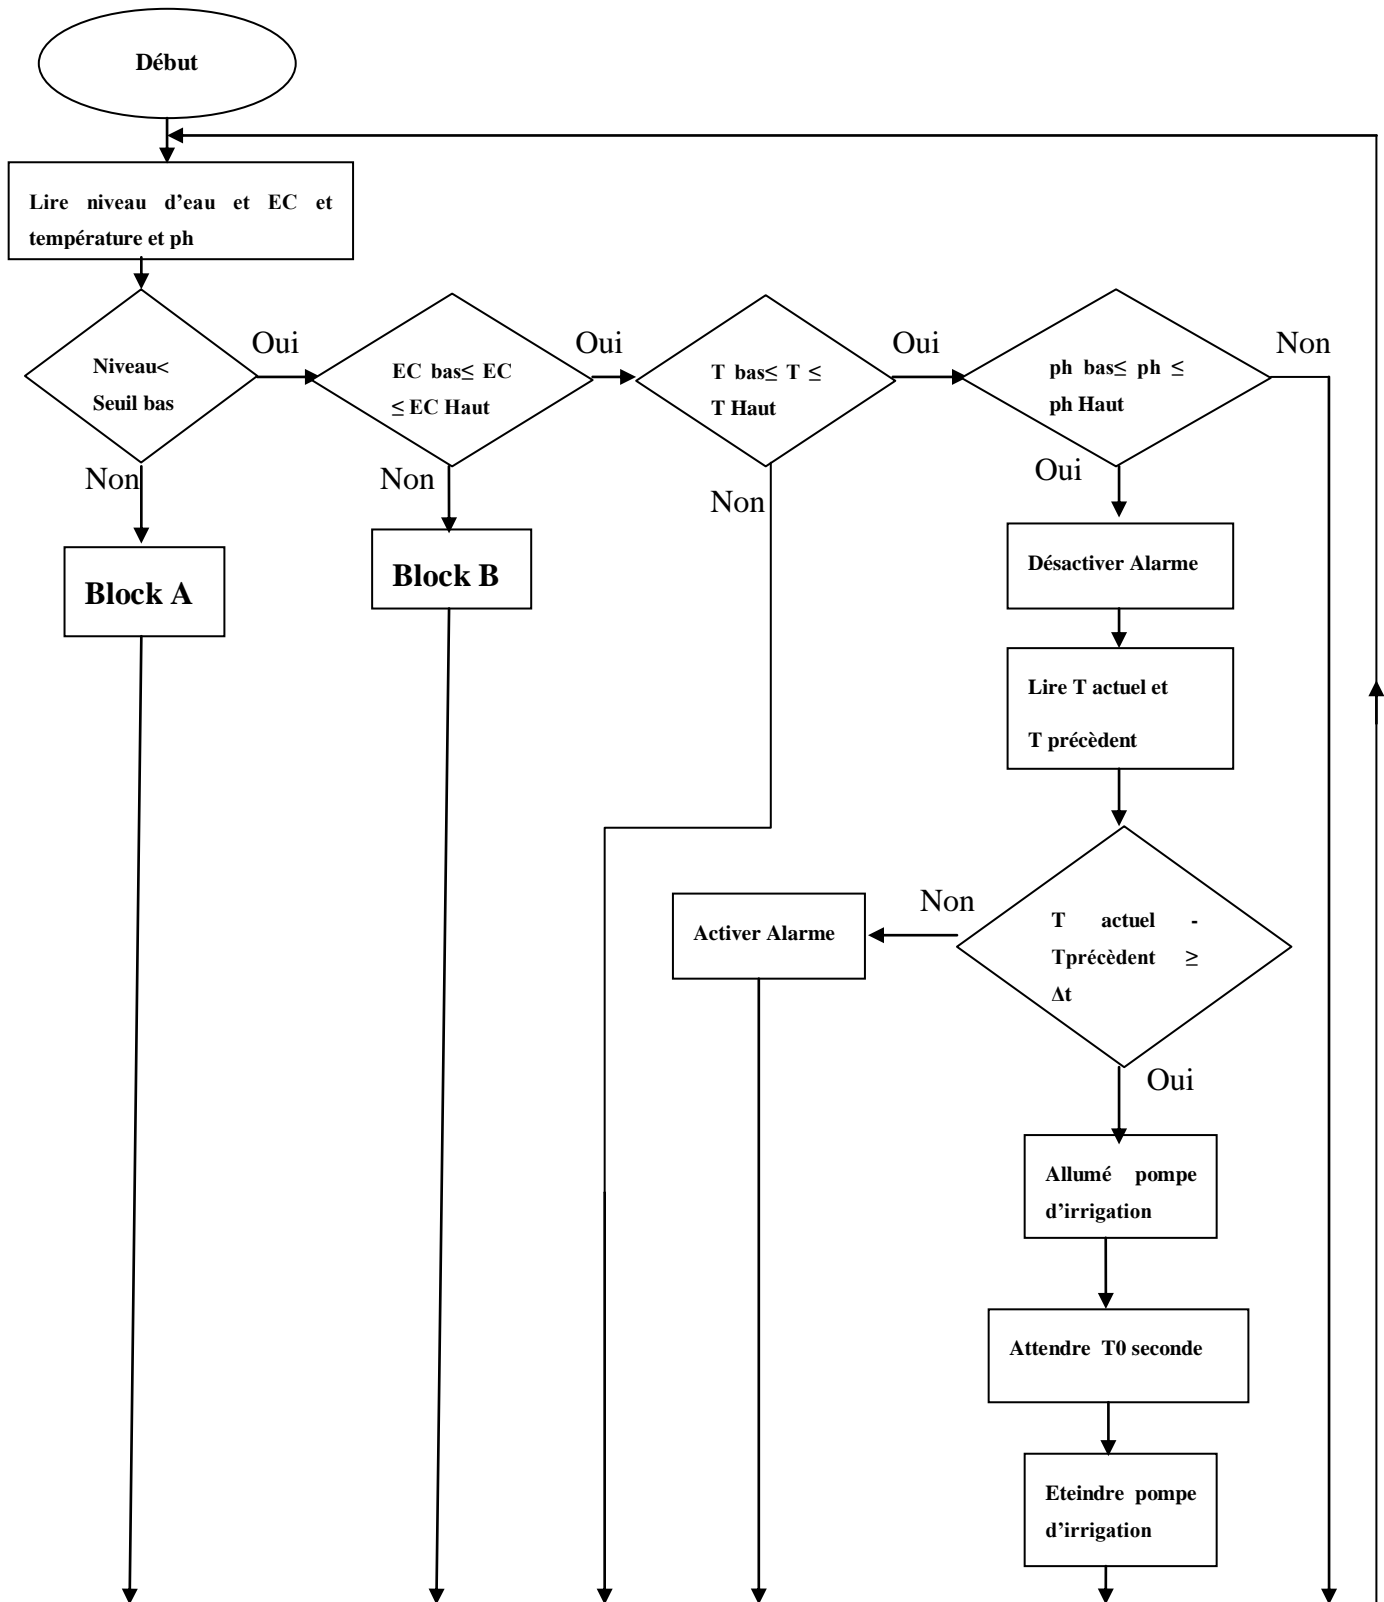 Début
Lire niveau d'eau et EC et
température et ph
Niveau<
Seuil bas
Oui
Non
EC bas≤ EC
≤ EC Haut
Oui
Non
T bas≤ T ≤
T Haut
Oui
Non
ph bas≤ ph ≤
ph Haut
Non
Oui
Block A
Block B
Désactiver Alarme
Lire T actuel et
T précèdent
T actuel -
Tprécèdent ≥
Δt
Non
Activer Alarme
Oui
Allumé pompe
d'irrigation
Attendre T0 seconde
Eteindre pompe
d'irrigation